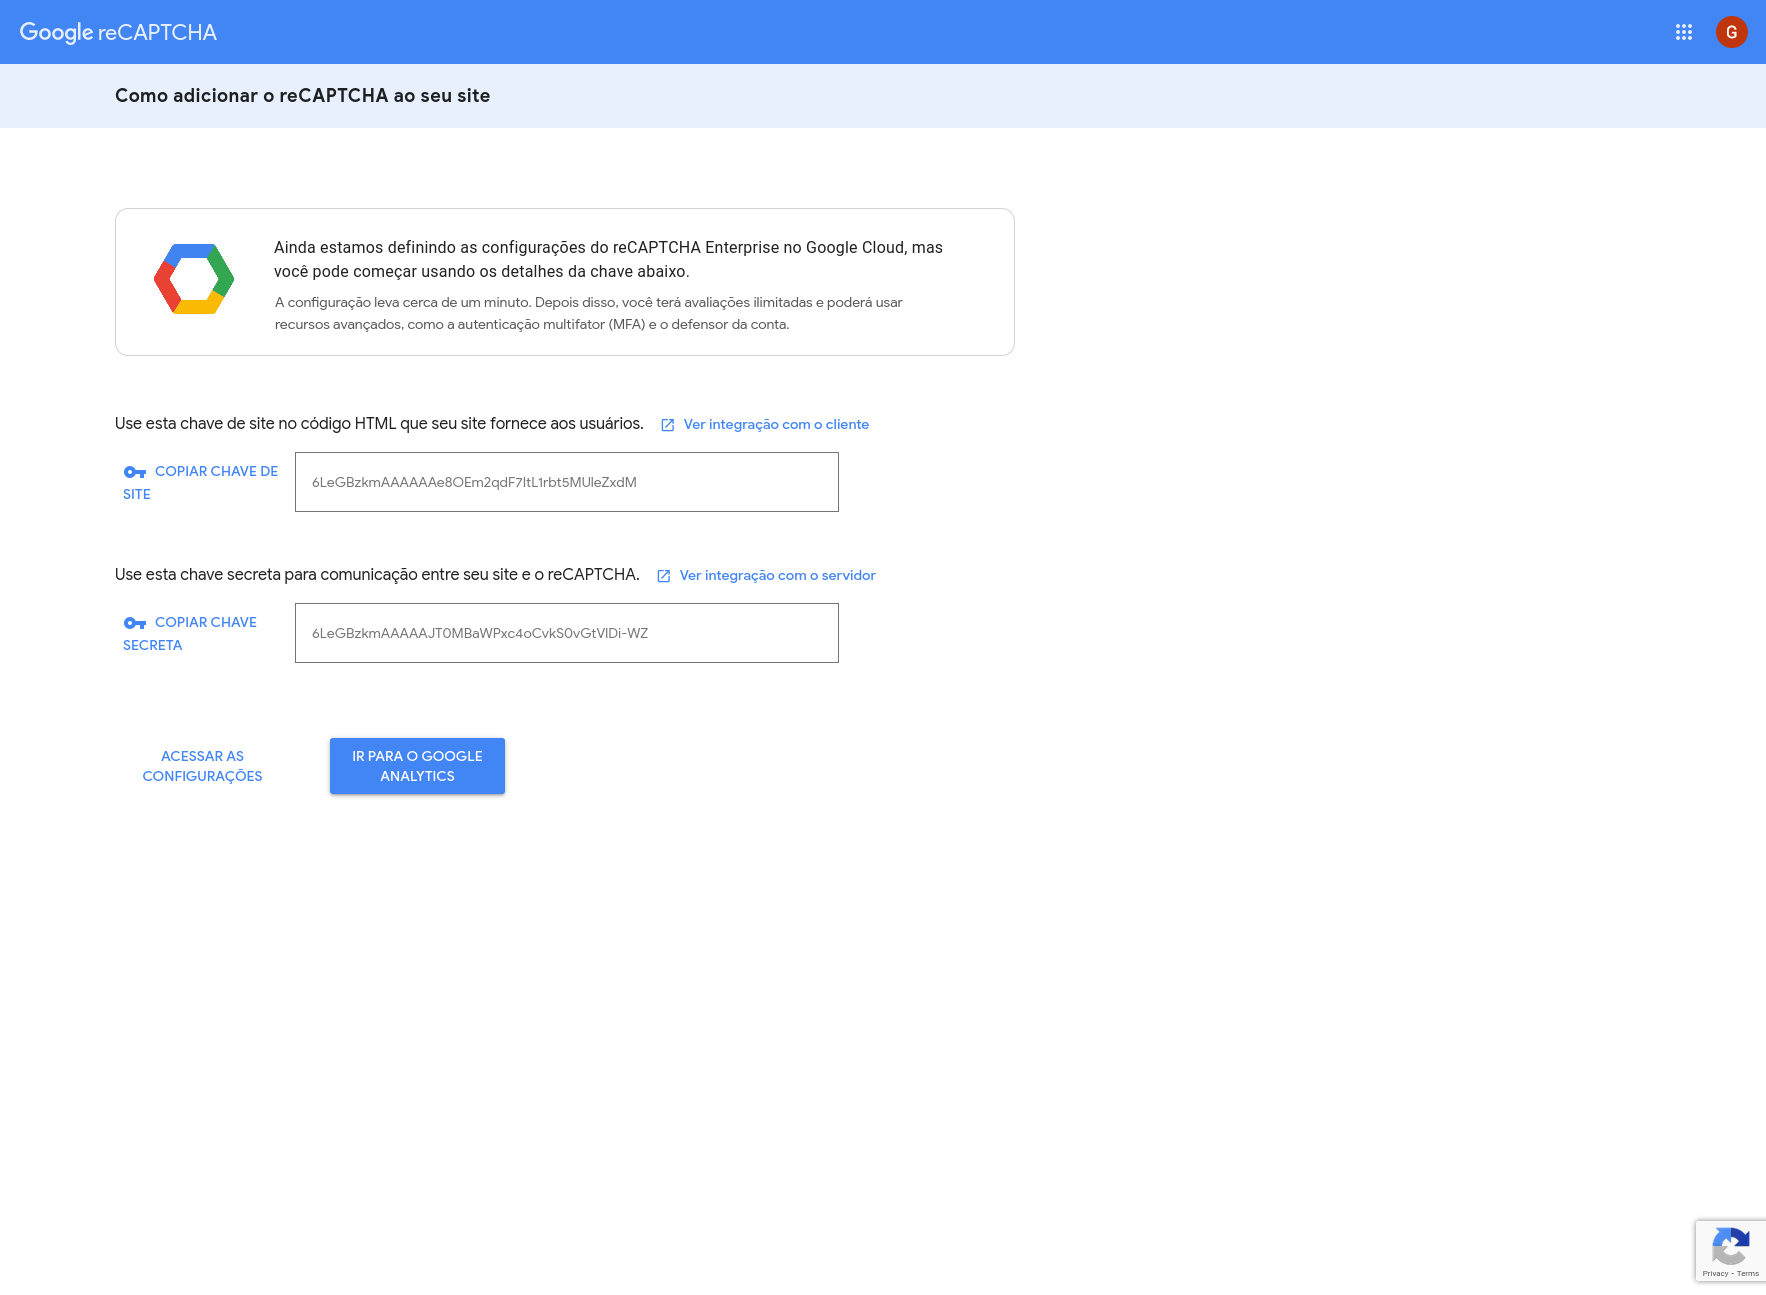 Google reCAPTCHA
G
Como adicionar o reCAPTCHA ao seu site
Ainda estamos definindo as configurações do reCAPTCHA Enterprise no Google Cloud, mas
você pode começar usando os detalhes da chave abaixo.
A configuração leva cerca de um minuto. Depois disso, você terá avaliações ilimitadas e poderá usar
recursos avançados, como a autenticação multifator (MFA) e o defensor da conta.
Use esta chave de site no código HTML que seu site fornece aos usuários. Ver integração com o cliente
COPIAR CHAVE DE
SITE
6LeGBzkmAAAAAAe8OEm2qdF7ItL1rbt5MUleZxdM
Use esta chave secreta para comunicação entre seu site e o reCAPTCHA. Ver integração com o servidor
COPIAR CHAVE
SECRETA
6LeGBzkmAAAAAJT0MBaWPxc4oCvkS0vGtVlDi-WZ
ACESSAR AS
CONFIGURAÇÕES
IR PARA O GOOGLE
ANALYTICS
Privacy - Terms